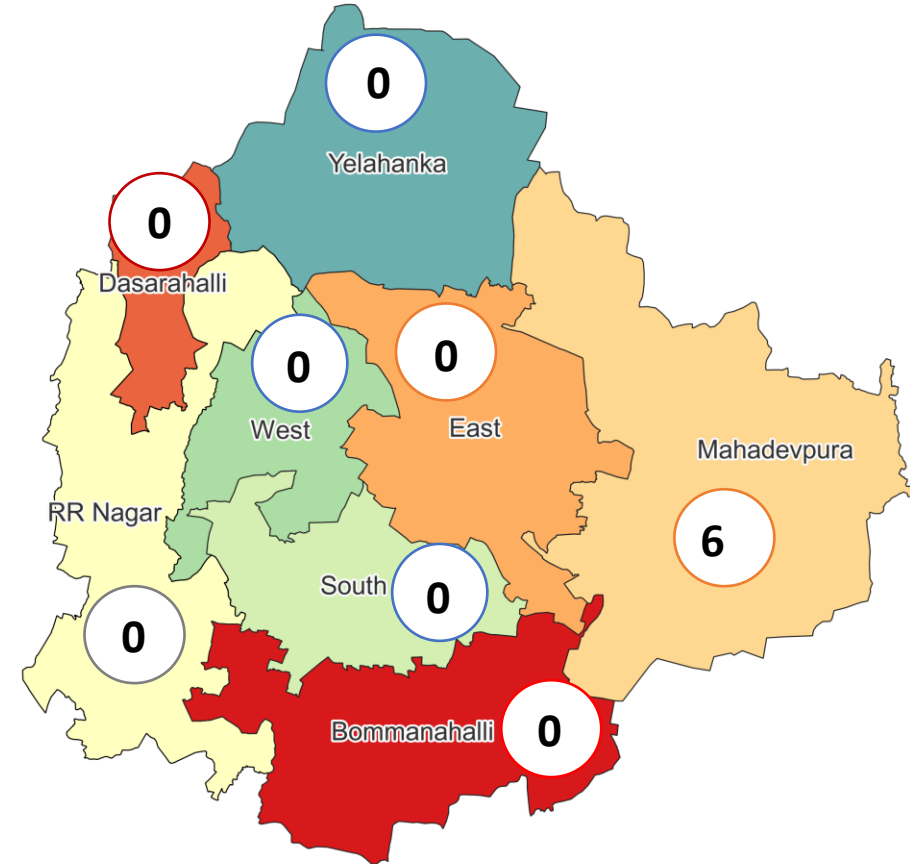 0
Yelahanka
0
Dasarahalli
0
0
West
East
Mahadevpura
RR Nagar
6
South
0
0
Bommanahalli
0